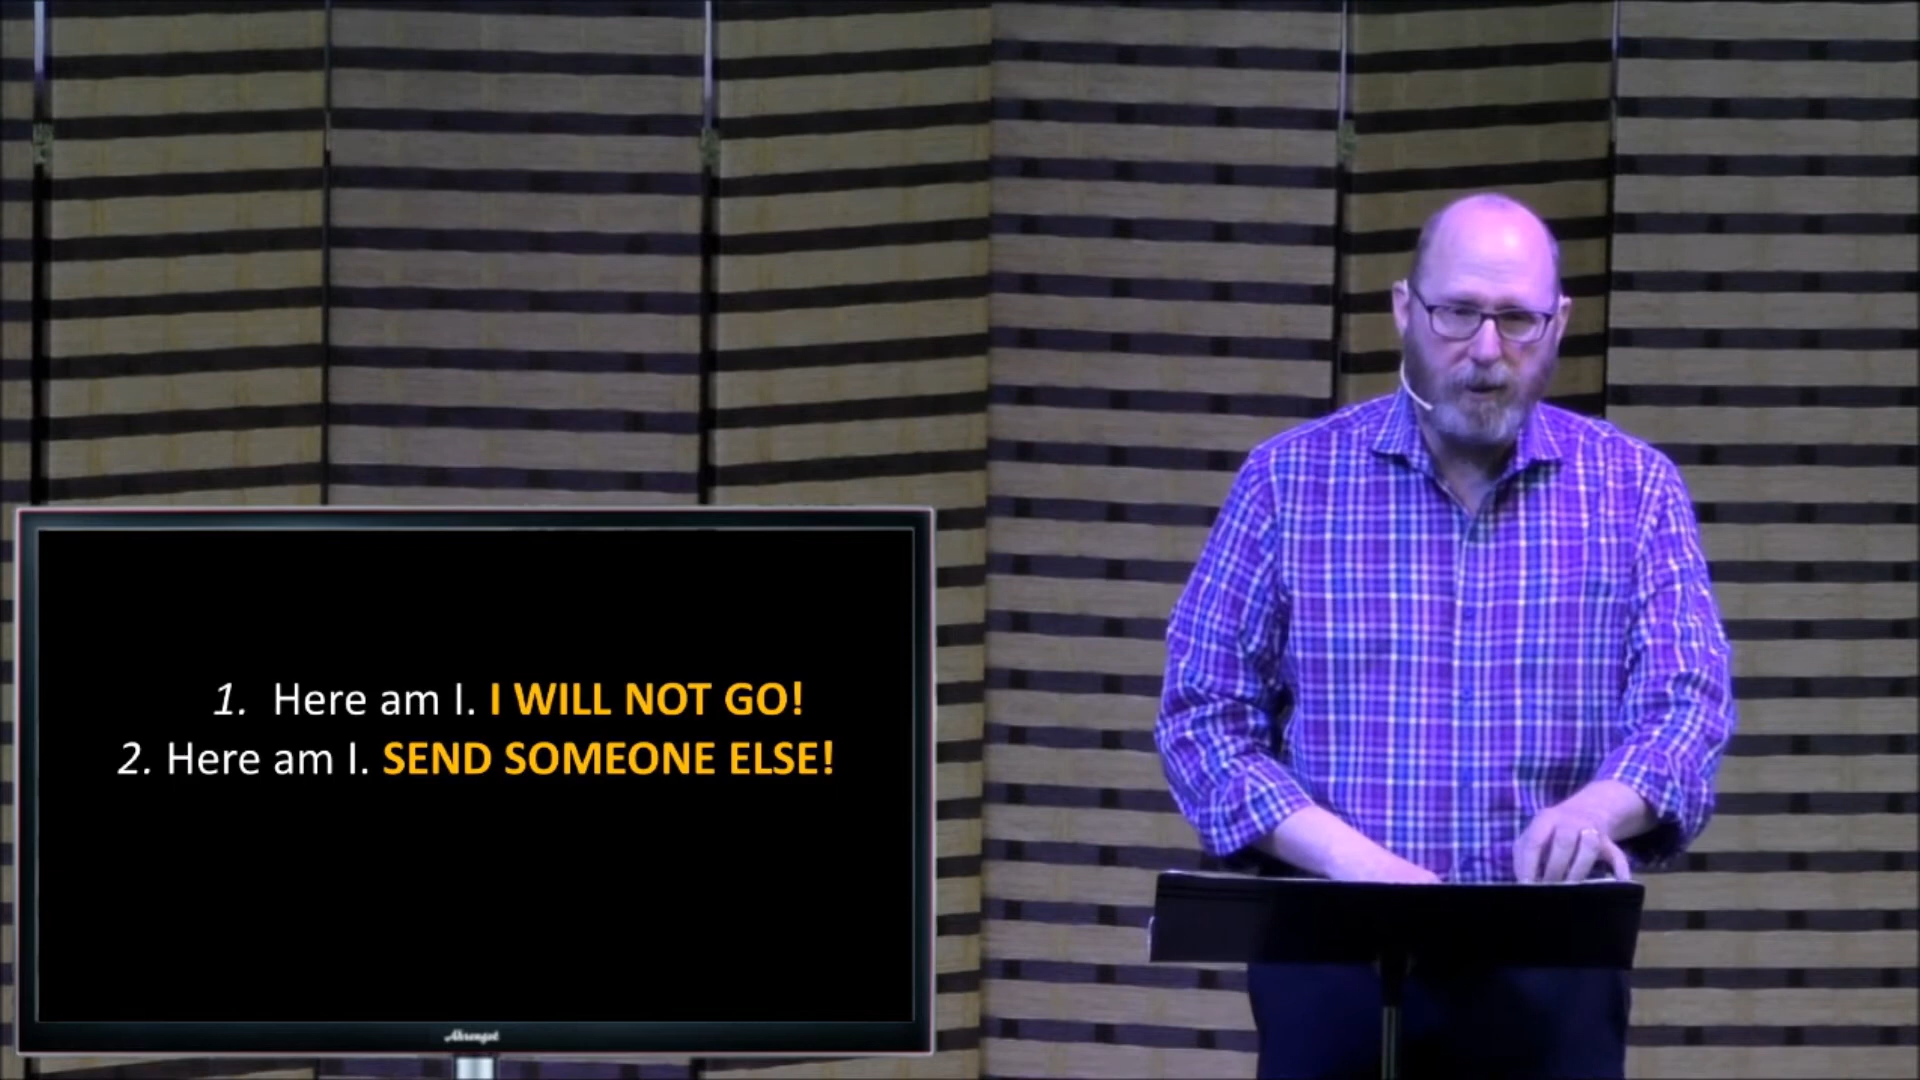 1. Here am I. I WILL NOT GO!
2. Here am I. SEND SOMEONE ELSE!